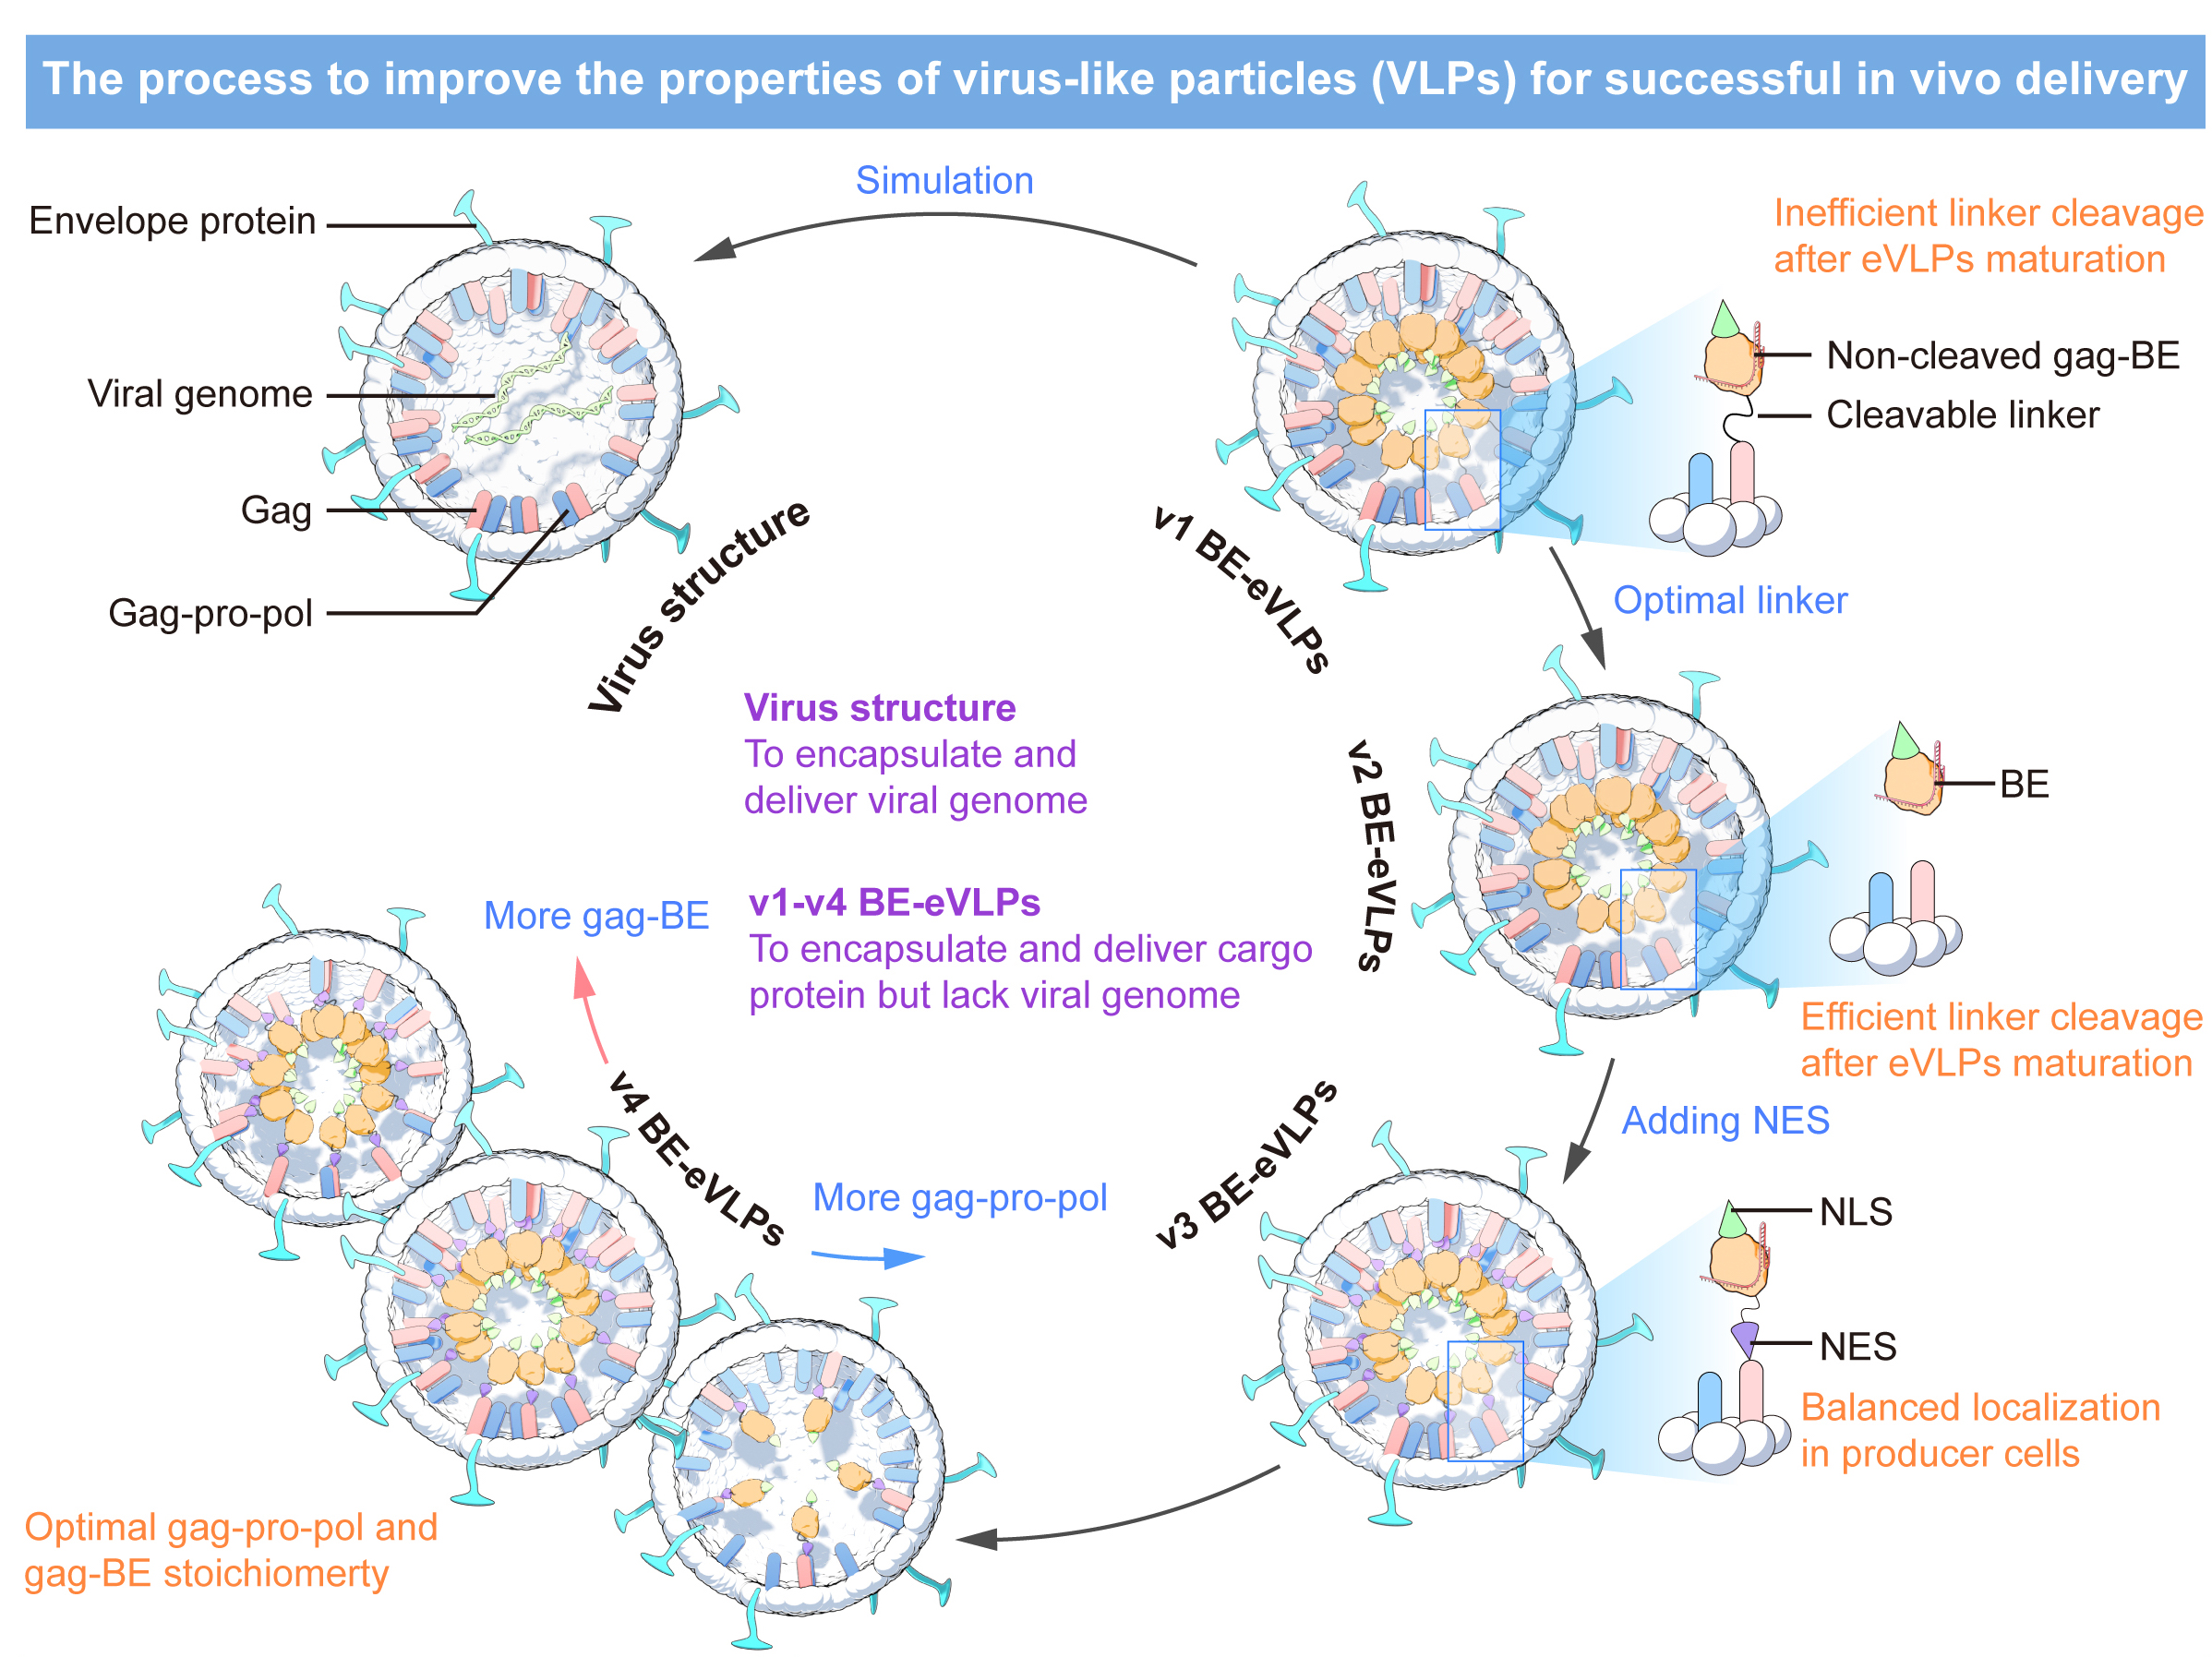 The process to improve the properties of virus-like particles (VLPs) for successful in vivo delivery
Simulation
Envelope protein
Viral genome
Gag
Gag-pro-pol
Virus structure
Inefficient linker cleavage
after eVLPs maturation
Non-cleaved gag-BE
Cleavable linker
v1 BE-eVLPs
Optimal linker
Virus structure
To encapsulate and
deliver viral genome
v1-v4 BE-eVLPs
To encapsulate and deliver cargo
protein but lack viral genome
v2 BE-eVLPs
BE
Efficient linker cleavage
after eVLPs maturation
Adding NES
v3 BE-eVLPs
NLS
NES
Balanced localization
in producer cells
More gag-BE
v4 BE-eVLPs
More gag-pro-pol
Optimal gag-pro-pol and
gag-BE stoichiomerty